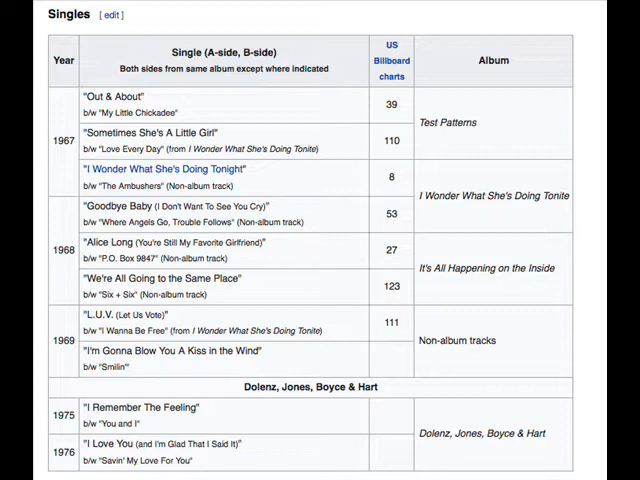 Singles [ edit ]
Year
Single (A-side, B-side)
Both sides from same album except where indicated
US
Billboard
charts
Album
1967
"Out & About"
b/w "My Little Chickadee"
39
Test Patterns
"Sometimes She's A Little Girl"
b/w "Love Every Day" (from I Wonder What She's Doing Tonite)
110
"I Wonder What She's Doing Tonight"
b/w "The Ambushers" (Non-album track)
8
I Wonder What She's Doing Tonite
1968
"Goodbye Baby (I Don't Want To See You Cry)"
b/w "Where Angels Go, Trouble Follows" (Non-album track)
53
"Alice Long (You're Still My Favorite Girlfriend)"
b/w "P.O. Box 9847" (Non-album track)
27
It's All Happening on the Inside
"We're All Going to the Same Place"
b/w "Six + Six" (Non-album track)
123
1969
"L.U.V. (Let Us Vote)"
b/w "I Wanna Be Free" (from I Wonder What She's Doing Tonite)
111
Non-album tracks
"I'm Gonna Blow You A Kiss in the Wind"
b/w "Smilin'"
Dolenz, Jones, Boyce & Hart
1975
"I Remember The Feeling"
b/w "You and I"
Dolenz, Jones, Boyce & Hart
1976
"I Love You (and I'm Glad That I Said It)"
b/w "Savin' My Love For You"